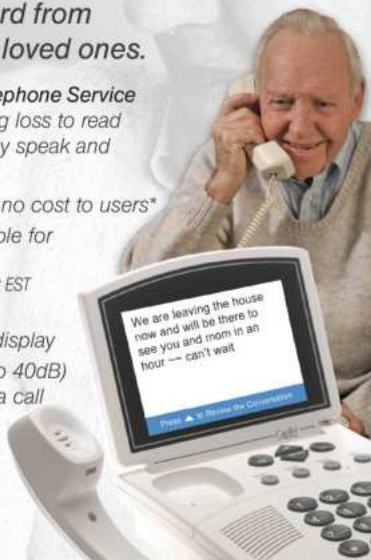 rd from
loved ones.
ephone Service
g loss to read
y speak and
no cost to users*
ble for
EST
display
o 40dB)
a call
We are leaving the house
now and will be there to
see you and mom in an
hour –– can't wait
Press ▲ to Review the Conversation